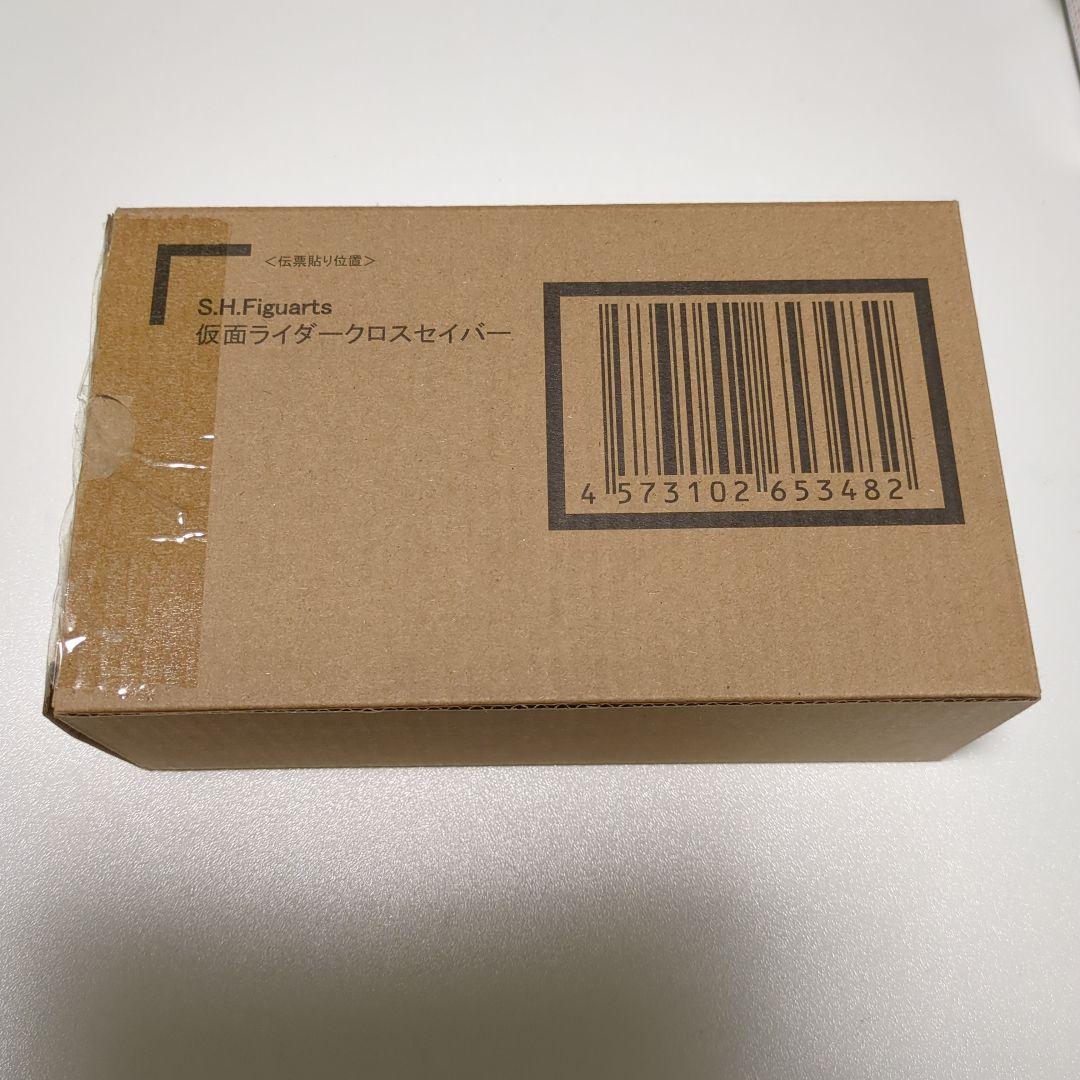 ＜伝票貼り位置＞
S.H.Figuarts
仮面ライダークロスセイバー
4 573102 653482